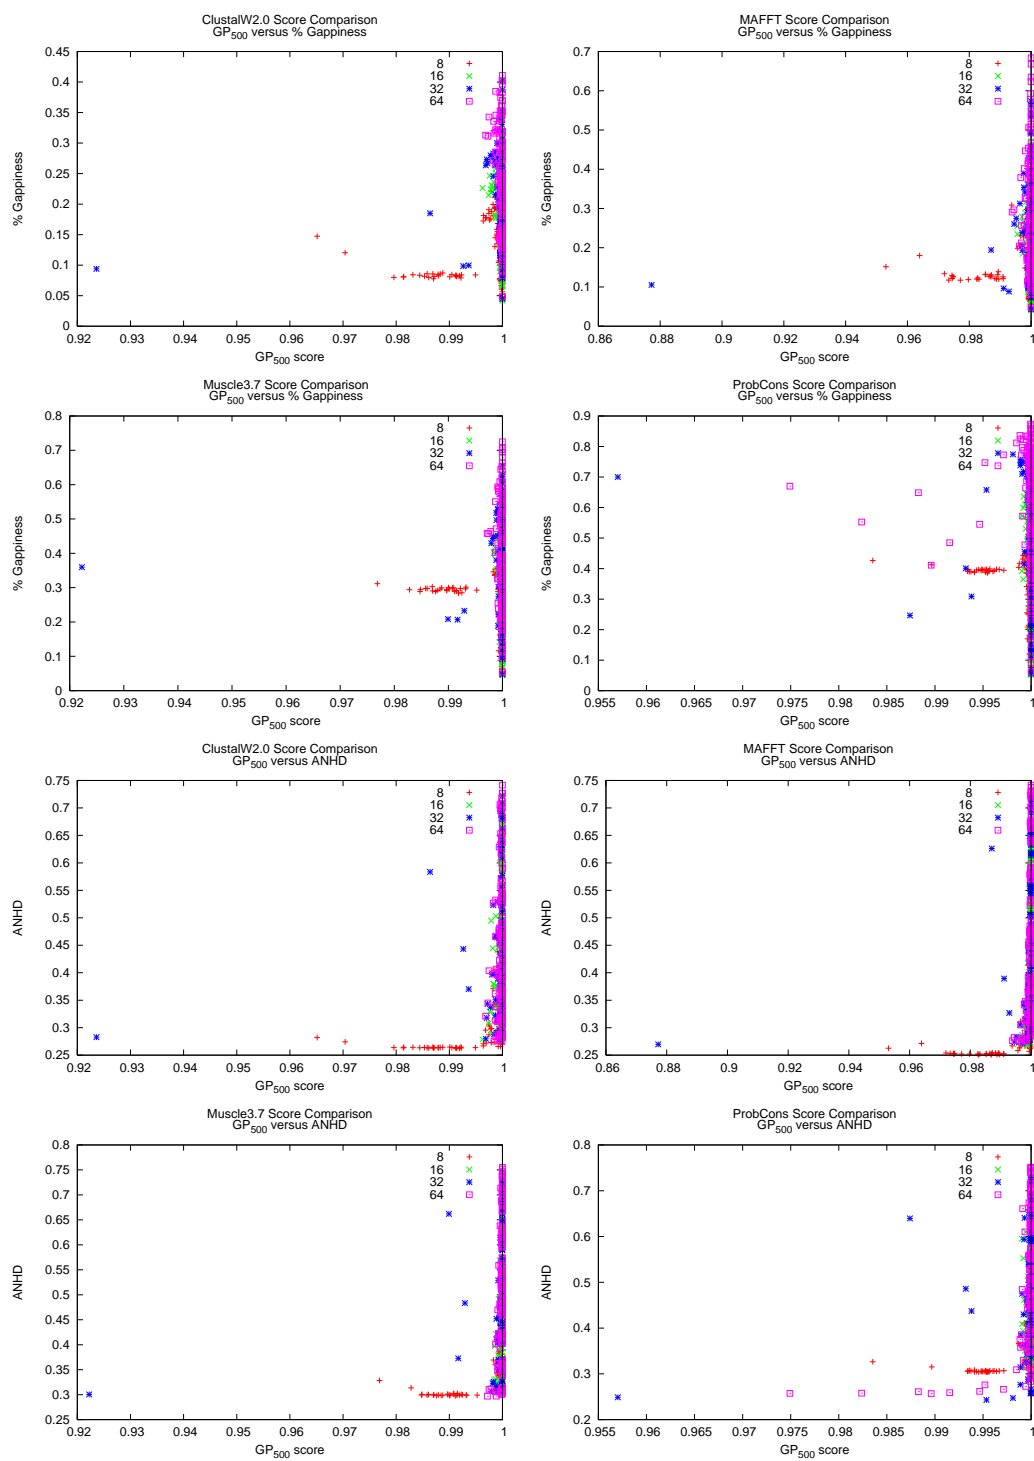 ClustalW2.0 Score Comparison
GP500 versus % Gappiness
% Gappiness
0.45
0.4
0.35
0.3
0.25
0.2
0.15
0.1
0.05
0
8
16
32
64
0.92 0.93 0.94 0.95 0.96 0.97 0.98 0.99 1
GP500 score
MAFFT Score Comparison
GP500 versus % Gappiness
% Gappiness
0.7
0.6
0.5
0.4
0.3
0.2
0.1
0
8
16
32
64
0.86 0.88 0.9 0.92 0.94 0.96 0.98 1
GP500 score
Muscle3.7 Score Comparison
GP500 versus % Gappiness
% Gappiness
0.8
0.7
0.6
0.5
0.4
0.3
0.2
0.1
0
8
16
32
64
0.92 0.93 0.94 0.95 0.96 0.97 0.98 0.99 1
GP500 score
ProbCons Score Comparison
GP500 versus % Gappiness
% Gappiness
0.9
0.8
0.7
0.6
0.5
0.4
0.3
0.2
0.1
0
8
16
32
64
0.955 0.96 0.965 0.97 0.975 0.98 0.985 0.99 0.995 1
GP500 score
ClustalW2.0 Score Comparison
GP500 versus ANHD
ANHD
0.75
0.7
0.65
0.6
0.55
0.5
0.45
0.4
0.35
0.3
0.25
8
16
32
64
0.92 0.93 0.94 0.95 0.96 0.97 0.98 0.99 1
GP500 score
MAFFT Score Comparison
GP500 versus ANHD
ANHD
0.75
0.7
0.65
0.6
0.55
0.5
0.45
0.4
0.35
0.3
0.25
8
16
32
64
0.86 0.88 0.9 0.92 0.94 0.96 0.98 1
GP500 score
Muscle3.7 Score Comparison
GP500 versus ANHD
ANHD
0.8
0.75
0.7
0.65
0.6
0.55
0.5
0.45
0.4
0.35
0.3
0.25
8
16
32
64
0.92 0.93 0.94 0.95 0.96 0.97 0.98 0.99 1
GP500 score
ProbCons Score Comparison
GP500 versus ANHD
ANHD
0.8
0.7
0.6
0.5
0.4
0.3
0.2
8
16
32
64
0.955 0.96 0.965 0.97 0.975 0.98 0.985 0.99 0.995 1
GP500 score